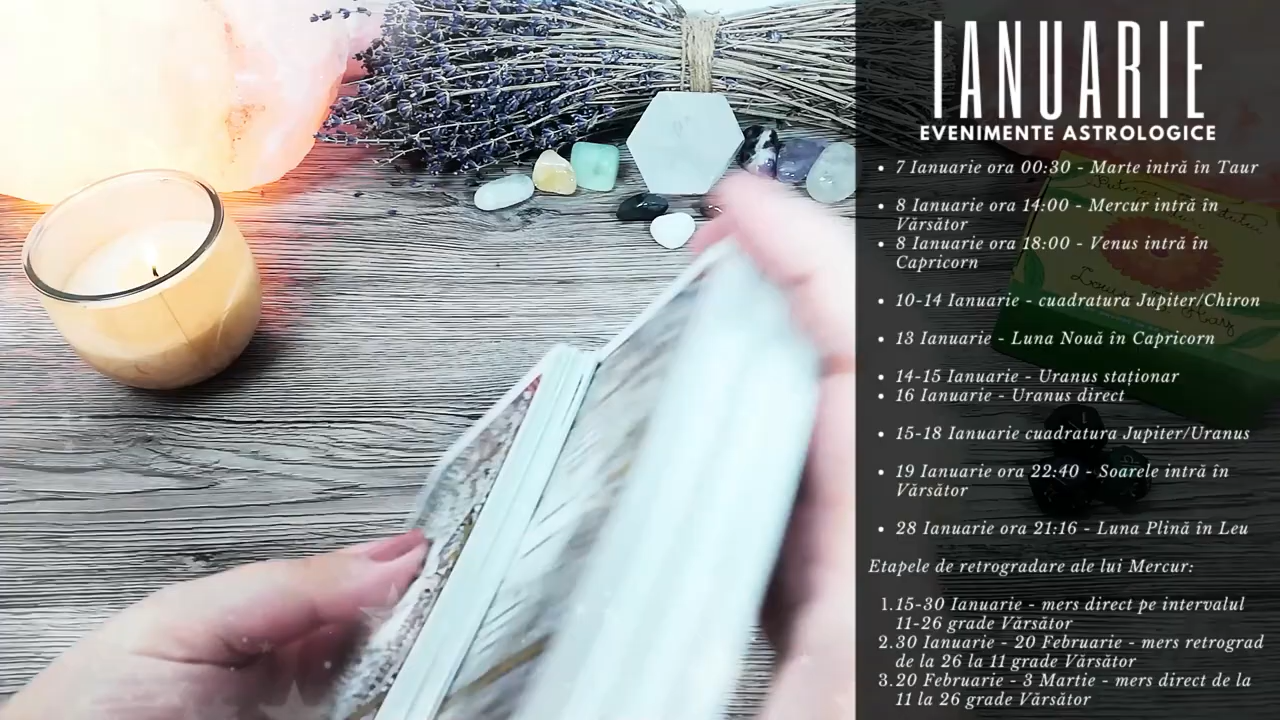 IANUARIE
EVENIMENTE ASTROLOGICE
• 7 Ianuarie ora 00:30 - Marte intră în Taur
• 8 Ianuarie ora 14:00 - Mercur intră în
Vărsător
• 8 Ianuarie ora 18:00 - Venus intră în
Capricorn
• 10-14 Ianuarie - cuadratura Jupiter/Chiron
• 13 Ianuarie - Luna Nouă în Capricorn
• 14-15 Ianuarie - Uranus staționar
• 16 Ianuarie - Uranus direct
• 15-18 Ianuarie cuadratura Jupiter/Uranus
• 19 Ianuarie ora 22:40 - Soarele intră în
Vărsător
• 28 Ianuarie ora 21:16 - Luna Plină în Leu
Etapele de retrogradare ale lui Mercur:
1. 15-30 Ianuarie - mers direct pe intervalul
11-26 grade Vărsător
2. 30 Ianuarie - 20 Februarie - mers retrograd
de la 26 la 11 grade Vărsător
3. 20 Februarie - 3 Martie - mers direct de la
11 la 26 grade Vărsător
Louise